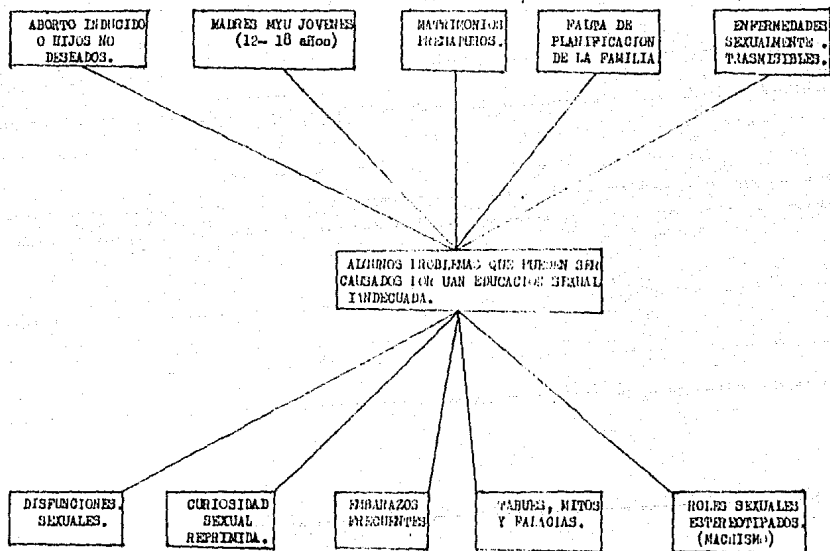 ABORTO INDUCIDO
O HIJOS NO
DESEADOS.
MADRES MYU JOVENES
(12- 18 años)
MATRIMONIOS
PREMATUROS.
FALTA DE
PLANIFICACION
DE LA FAMILIA
ENFERMEDADES
SEXUALMENTE .
TRASMISIBLES.
ALGUNOS PROBLEMAS QUE PUEDEN SER
CAUSADOS POR UAN EDUCACION SEXUAL
INADECUADA.
DISFUNCIONES.
SEXUALES.
CURIOSIDAD
SEXUAL
REPRIMIDA.
EMBARAZOS
FRECUENTES
TABUES, MITOS
Y FALACIAS.
ROLES SEXUALES
ESTEREOTIPADOS.
(MACHISMO)